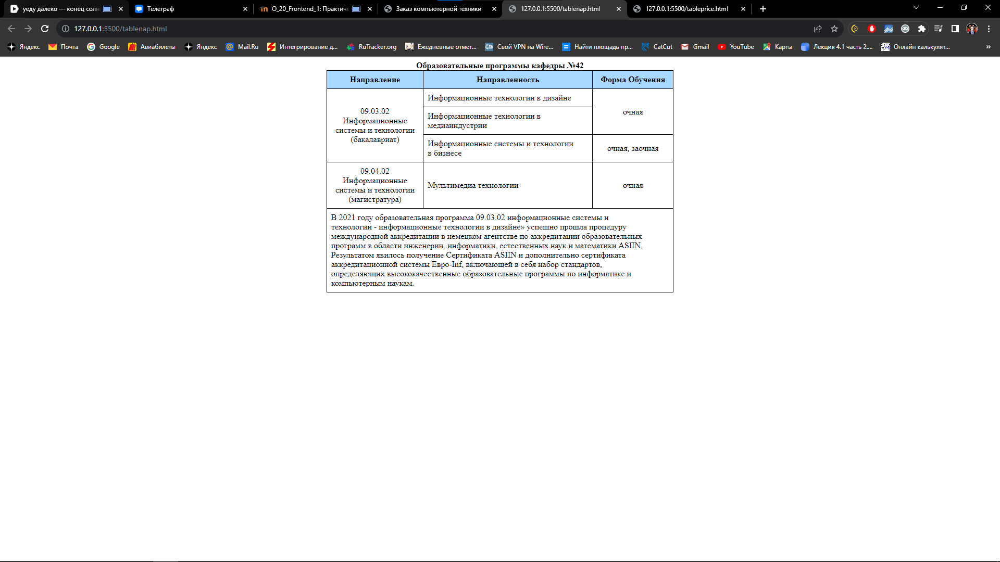 уеду далеко — конец солн
Телеграф
O_20_Frontend_1: Практиче
Заказ компьютерной техники
127.0.0.1:5500/tablenap.html
127.0.0.1:5500/tableprice.html
127.0.0.1:5500/tablenap.html
Яндекс
Почта
Google
Авиабилеты
Яндекс
Mail.Ru
Интегрирование д...
RuTracker.org
Ежедневные отмет...
Свой VPN на Wire...
Найти площадь пр...
CatCut
Gmail
YouTube
Карты
Лекция 4.1 часть 2....
Онлайн калькулят...
»
Образовательные программы кафедры №42
Направление
Направленность
Форма Обучения
09.03.02
Информационные
системы и технологии
(бакалавриат)
Информационные технологии в дизайне
очная
Информационные технологии в
медиаиндустрии
Информационные системы и технологии
в бизнесе
очная, заочная
09.04.02
Информационные
системы и технологии
(магистратура)
Мультимедиа технологии
очная
В 2021 году образовательная программа 09.03.02 информационные системы и
технологии - информационные технологии в дизайне» успешно прошла процедуру
международной аккредитации в немецком агентстве по аккредитации образовательных
программ в области инженерии, информатики, естественных наук и математики ASIIN.
Результатом явилось получение Сертификата ASIIN и дополнительно сертификата
аккредитационной системы Евро-Inf, включающей в себя набор стандартов,
определяющих высококачественные образовательные программы по информатике и
компьютерным наукам.